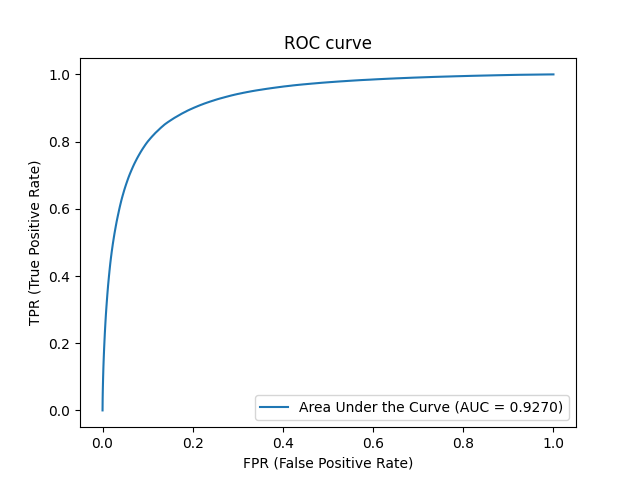 ROC curve
TPR (True Positive Rate)
1.0
0.8
0.6
0.4
0.2
0.0
Area Under the Curve (AUC = 0.9270)
0.0 0.2 0.4 0.6 0.8 1.0
FPR (False Positive Rate)